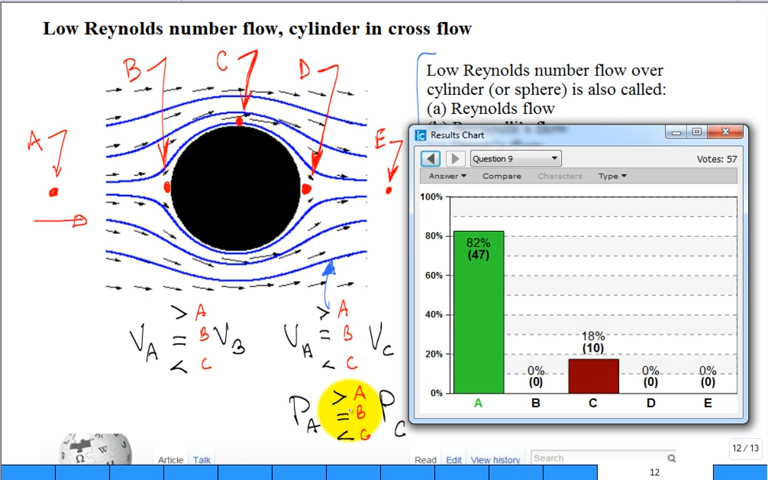 Low Reynolds number flow, cylinder in cross flow
B
C
D
A
E
Low Reynolds number flow over
cylinder (or sphere) is also called:
(a) Reynolds flow
Results Chart
Question 9
Votes: 57
Answer
Compare
Characters
Type
100%
80%
60%
40%
20%
0%
82%
(47)
0%
(0)
18%
(10)
0%
(0)
0%
(0)
A
B
C
D
E
> A
V_A = B V_B
< C
> A
V_A = B V_C
< C
> A
P_A = B P_C
< C
12 / 13
Ω
W
Article
Talk
Read
Edit
View history
Search
12